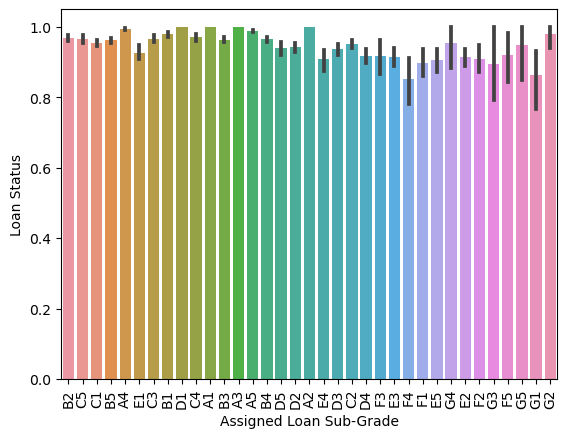 1.0
0.8
0.6
0.4
0.2
0.0
Loan Status
B2 C5 C1 B5 A4 E1 C3 B1 D1 C4 A1 B3 A3 A5 B4 D5 D2 A2 E4 D3 C2 D4 F3 E3 F4 F1 E5 G4 E2 F2 G3 F5 G5 G1 G2
Assigned Loan Sub-Grade